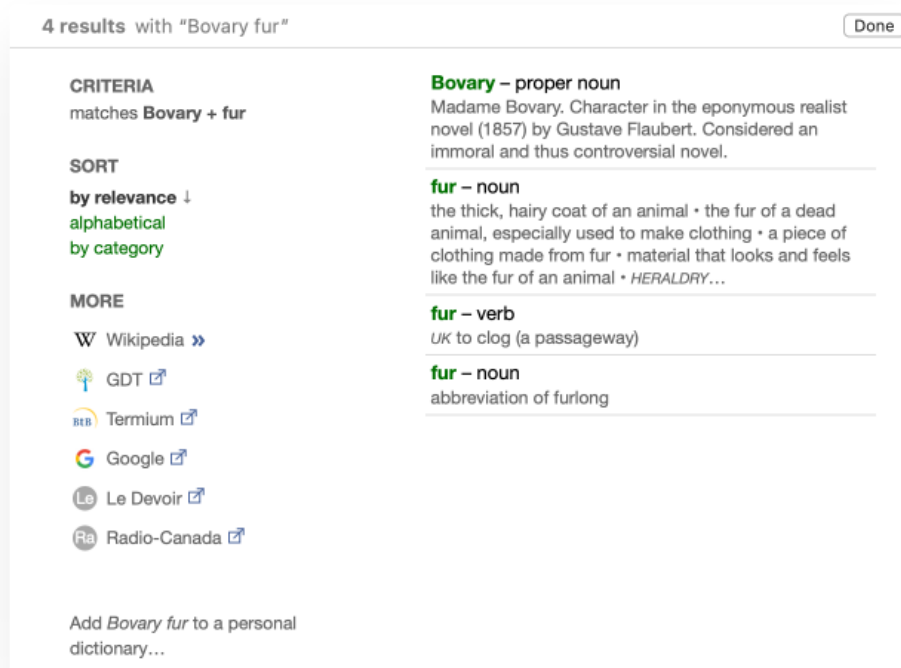 4 results with “Bovary fur”
Done
CRITERIA
matches Bovary + fur
SORT
by relevance ↓
alphabetical
by category
MORE
W Wikipedia »
GDT
BtB Termium
G Google
Le Le Devoir
Ra Radio-Canada
Add Bovary fur to a personal
dictionary…
Bovary – proper noun
Madame Bovary. Character in the eponymous realist
novel (1857) by Gustave Flaubert. Considered an
immoral and thus controversial novel.
fur – noun
the thick, hairy coat of an animal • the fur of a dead
animal, especially used to make clothing • a piece of
clothing made from fur • material that looks and feels
like the fur of an animal • HERALDRY…
fur – verb
UK to clog (a passageway)
fur – noun
abbreviation of furlong